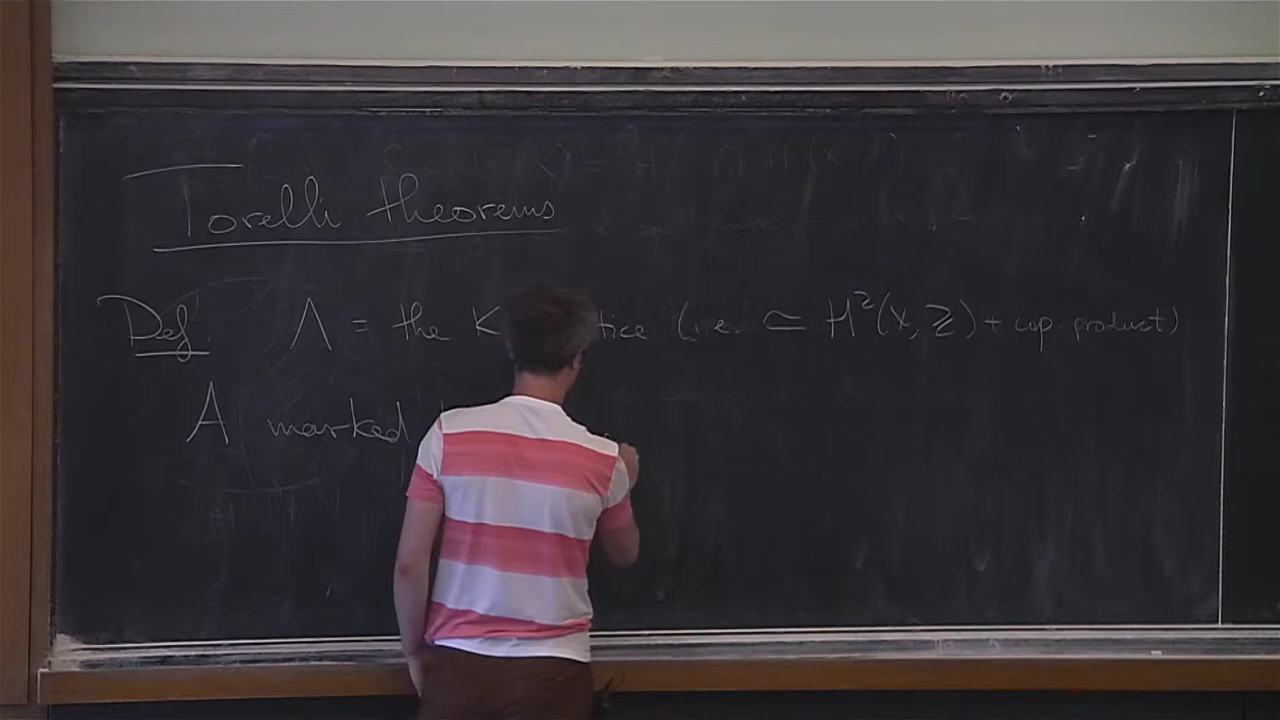 Torelli theorems
Def. Λ = the K tice (i.e. ≃ H²(X, ℤ) + cup product)
A marked